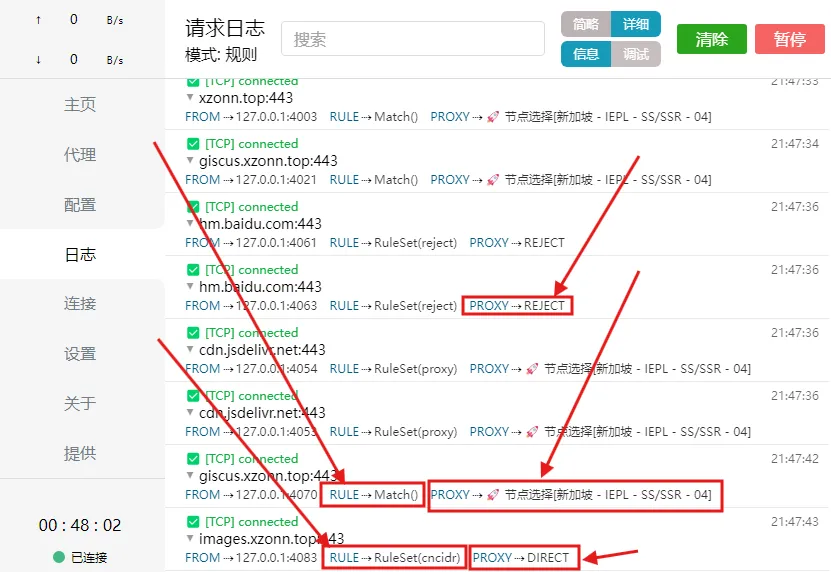 ↑ 0 B/s
↓ 0 B/s
主页
代理
配置
日志
连接
设置
关于
提供
00 : 48 : 02
已连接
请求日志
模式: 规则
搜索
简略 详细
信息 调试
清除
暂停
[TCP] connected 21:47:33
xzonn.top:443
FROM⇢127.0.0.1:4003 RULE⇢Match() PROXY⇢🚀 节点选择[新加坡 - IEPL - SS/SSR - 04]
[TCP] connected 21:47:34
giscus.xzonn.top:443
FROM⇢127.0.0.1:4021 RULE⇢Match() PROXY⇢🚀 节点选择[新加坡 - IEPL - SS/SSR - 04]
[TCP] connected 21:47:36
hm.baidu.com:443
FROM⇢127.0.0.1:4061 RULE⇢RuleSet(reject) PROXY⇢REJECT
[TCP] connected 21:47:36
hm.baidu.com:443
FROM⇢127.0.0.1:4063 RULE⇢RuleSet(reject) PROXY⇢REJECT
[TCP] connected 21:47:36
cdn.jsdelivr.net:443
FROM⇢127.0.0.1:4054 RULE⇢RuleSet(proxy) PROXY⇢🚀 节点选择[新加坡 - IEPL - SS/SSR - 04]
[TCP] connected 21:47:36
cdn.jsdelivr.net:443
FROM⇢127.0.0.1:4053 RULE⇢RuleSet(proxy) PROXY⇢🚀 节点选择[新加坡 - IEPL - SS/SSR - 04]
[TCP] connected 21:47:42
giscus.xzonn.top:443
FROM⇢127.0.0.1:4070 RULE⇢Match() PROXY⇢🚀 节点选择[新加坡 - IEPL - SS/SSR - 04]
[TCP] connected 21:47:43
images.xzonn.top:443
FROM⇢127.0.0.1:4083 RULE⇢RuleSet(cncidr) PROXY⇢DIRECT